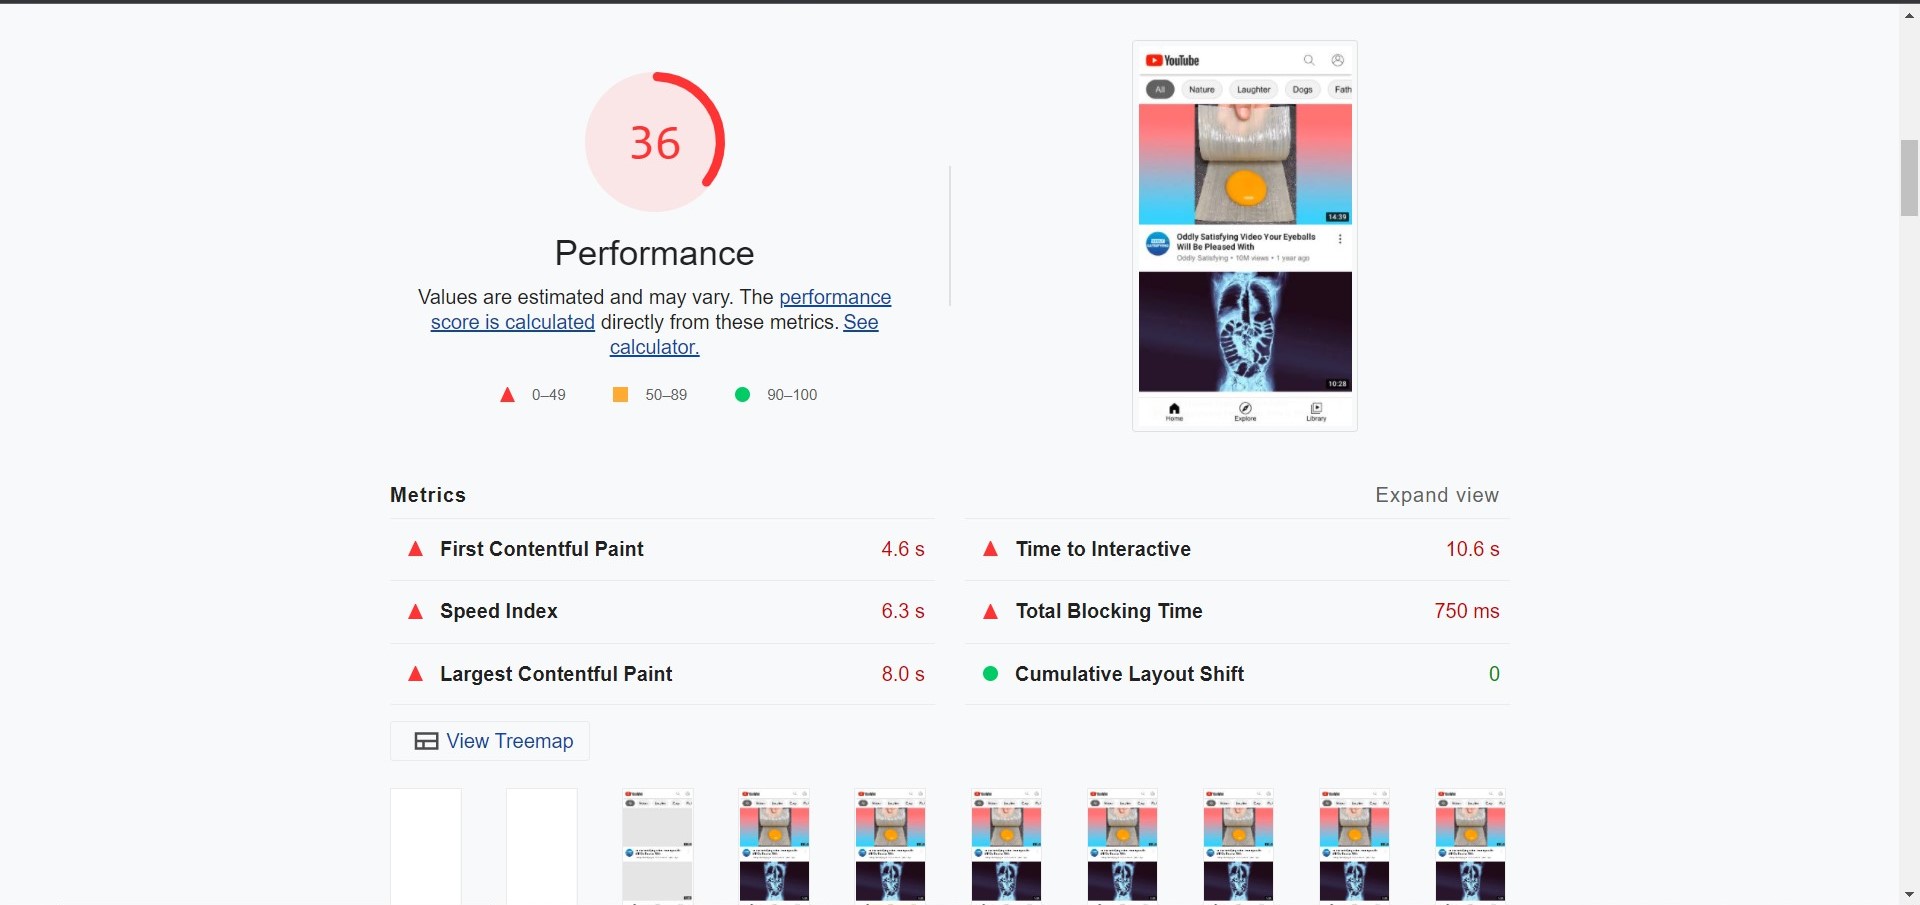 36
Performance
Values are estimated and may vary. The performance
score is calculated directly from these metrics. See
calculator.
0–49
50–89
90–100
YouTube
All
Nature
Laughter
Dogs
Fath
14:39
Oddly Satisfying Video Your Eyeballs
Will Be Pleased With
Oddly Satisfying • 10M views • 1 year ago
10:28
Home
Explore
Library
Metrics
Expand view
First Contentful Paint
4.6 s
Time to Interactive
10.6 s
Speed Index
6.3 s
Total Blocking Time
750 ms
Largest Contentful Paint
8.0 s
Cumulative Layout Shift
0
View Treemap